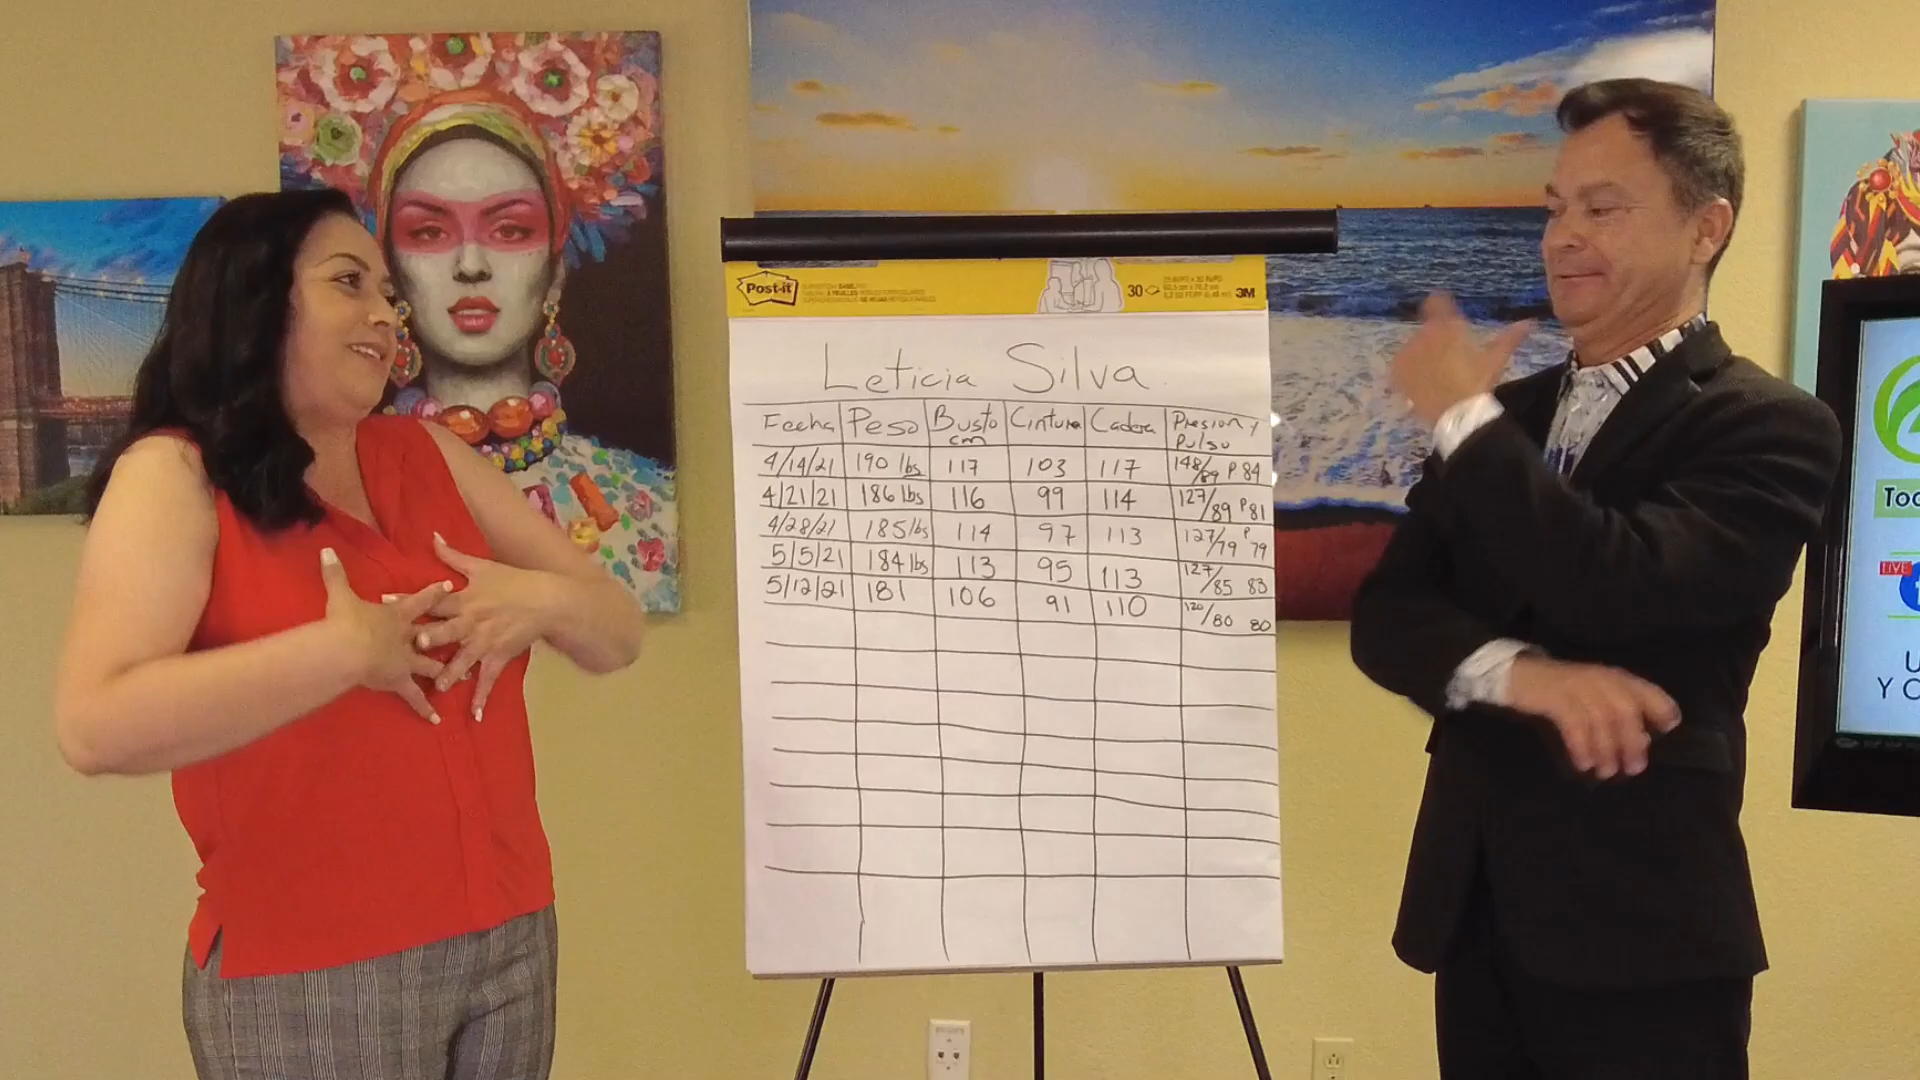 Post-it
30
3M
Leticia Silva
Fecha Peso Busto cm Cintura Cadera Presion y Pulso
4/14/21 190 lbs 117 103 117 148/89 P 84
4/21/21 186 lbs 116 99 114 127/89 P 81
4/28/21 185 lbs 114 97 113 127/79 P 79
5/5/21 184 lbs 113 95 113 127/85 83
5/12/21 181 106 91 110 120/80 80
LIVE
Y